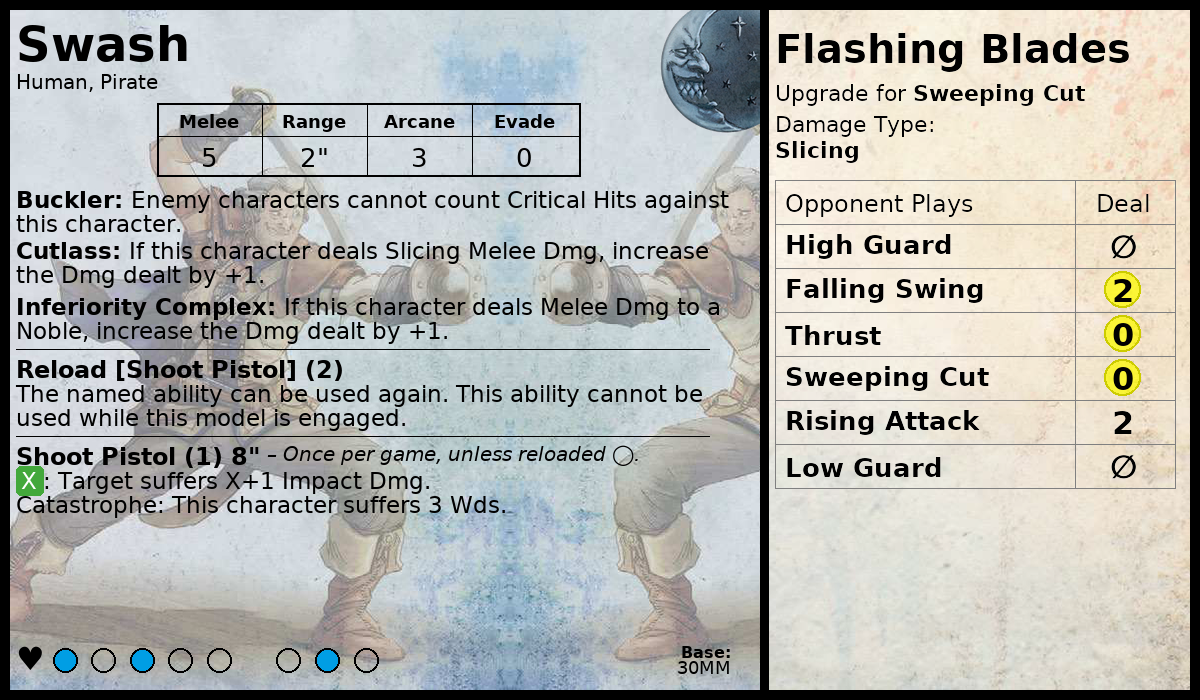 Swash
Human, Pirate
Melee Range Arcane Evade
5 2" 3 0
Buckler: Enemy characters cannot count Critical Hits against
this character.
Cutlass: If this character deals Slicing Melee Dmg, increase
the Dmg dealt by +1.
Inferiority Complex: If this character deals Melee Dmg to a
Noble, increase the Dmg dealt by +1.
Reload [Shoot Pistol] (2)
The named ability can be used again. This ability cannot be
used while this model is engaged.
Shoot Pistol (1) 8" – Once per game, unless reloaded ◯.
X: Target suffers X+1 Impact Dmg.
Catastrophe: This character suffers 3 Wds.
Base:
30MM
Flashing Blades
Upgrade for Sweeping Cut
Damage Type:
Slicing
Opponent Plays Deal
High Guard ∅
Falling Swing 2
Thrust 0
Sweeping Cut 0
Rising Attack 2
Low Guard ∅